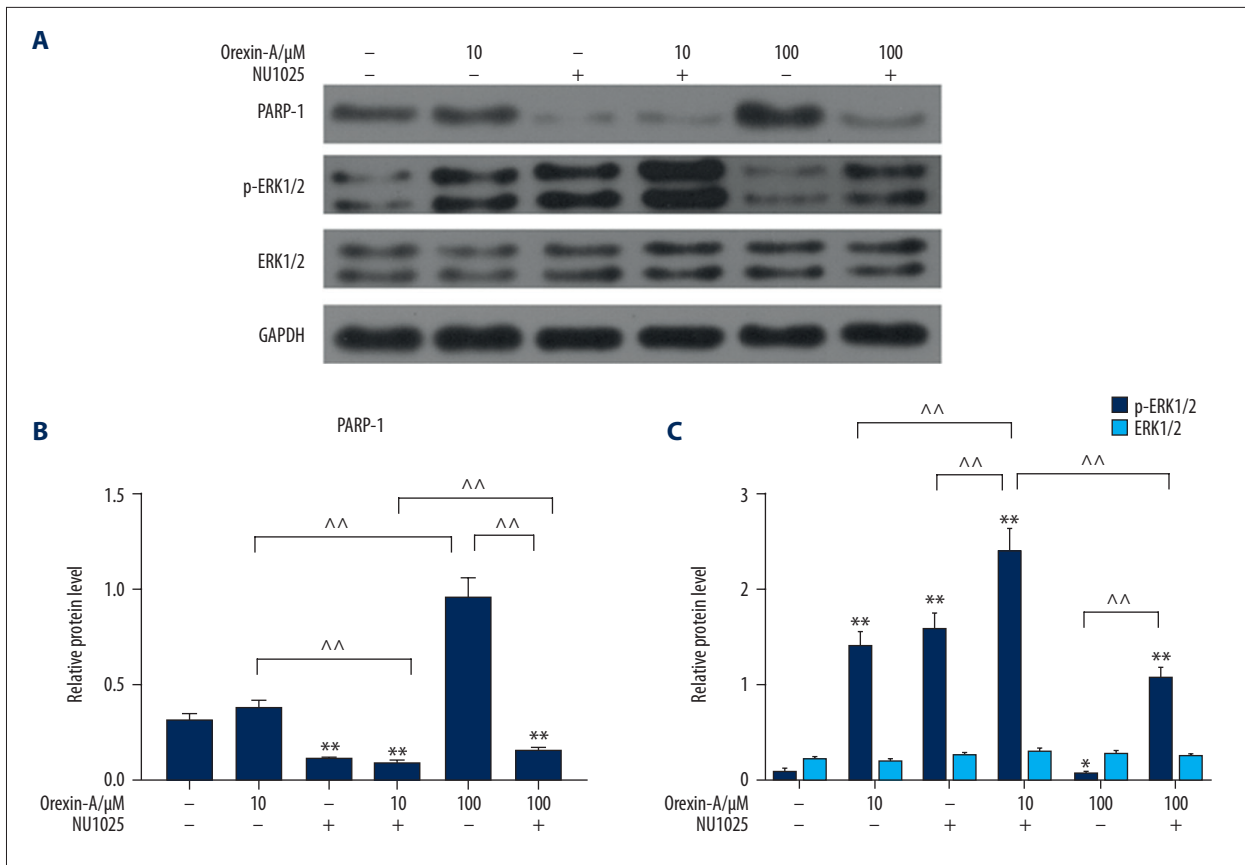 A
Orexin-A/µM – 10 – 10 100 100
NU1025 – – + + – +
PARP-1
p-ERK1/2
ERK1/2
GAPDH
B
PARP-1
Relative protein level
1.5
1.0
0.5
0.0
^^
^^
^^
^^
** ** **
Orexin-A/µM – 10 – 10 100 100
NU1025 – – + + – +
C
p-ERK1/2
ERK1/2
Relative protein level
3
2
1
0
^^
^^
^^
^^
** ** ** * **
Orexin-A/µM – 10 – 10 100 100
NU1025 – – + + – +